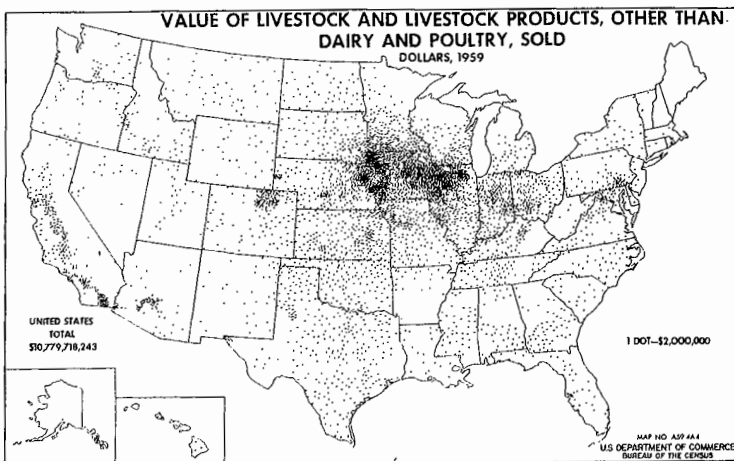 VALUE OF LIVESTOCK AND LIVESTOCK PRODUCTS, OTHER THAN
DAIRY AND POULTRY, SOLD
DOLLARS, 1959
UNITED STATES
TOTAL
$10,779,718,243
1 DOT—$2,000,000
MAP NO. A59-4A4
U.S. DEPARTMENT OF COMMERCE
BUREAU OF THE CENSUS